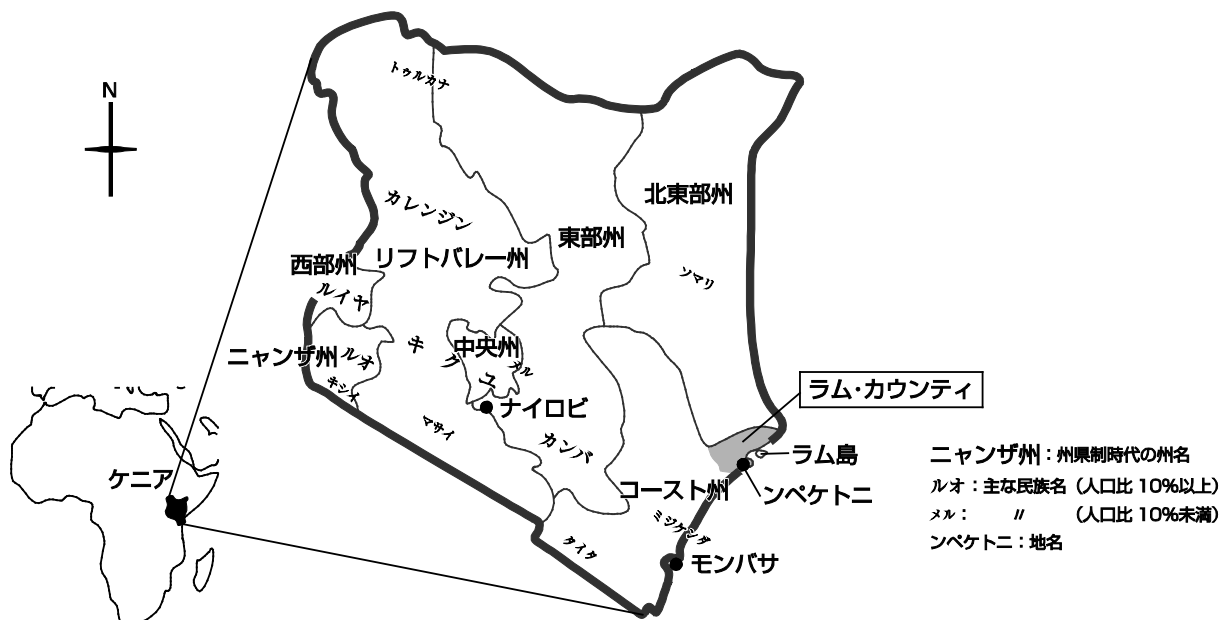 N
トゥルカナ
北東部州
カレンジン
東部州
西部州
リフトバレー州
ソマリ
ルイヤ
キクユ
中央州
ニャンザ州
ルオ
メル
キシイ
ラム・カウンティ
ナイロビ
マサイ
カンバ
ラム島
ケニア
コースト州
ンペケトニ
ミジケンダ
タイタ
モンバサ
ニャンザ州：州県制時代の州名
ルオ：主な民族名（人口比 10%以上）
メル：　〃　（人口比 10%未満）
ンペケトニ：地名